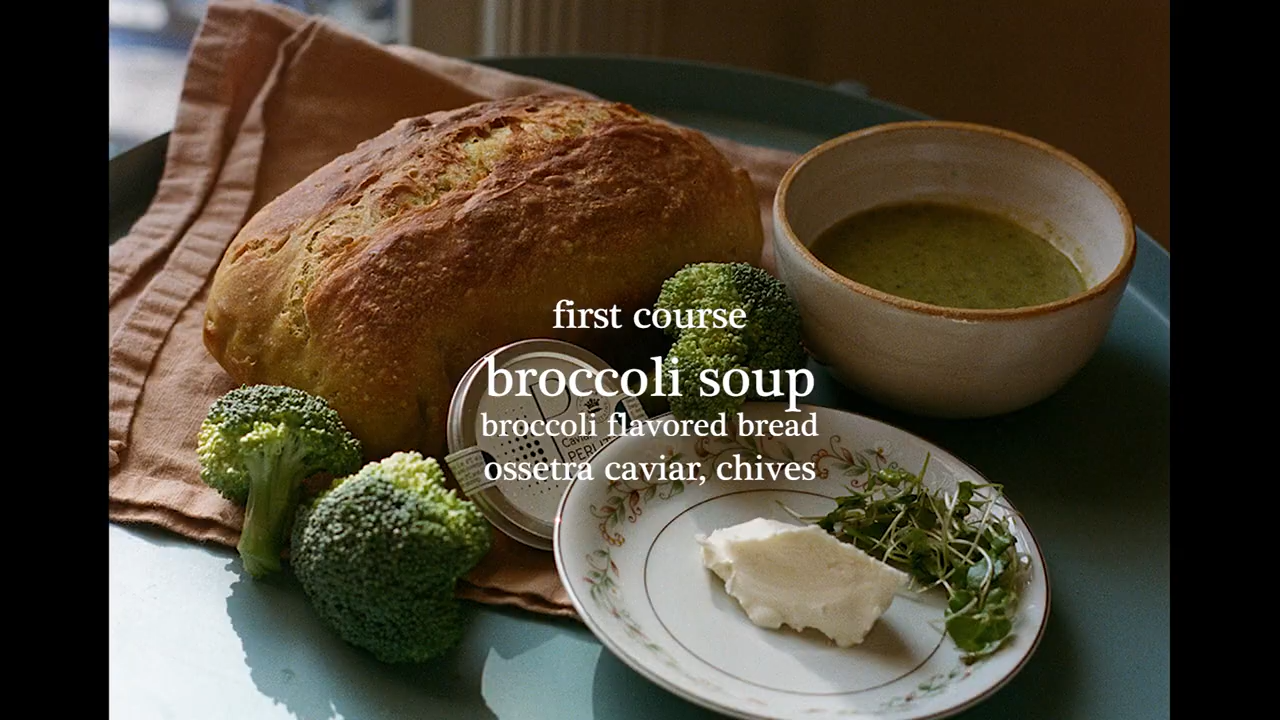 first course
broccoli soup
broccoli flavored bread
ossetra caviar, chives